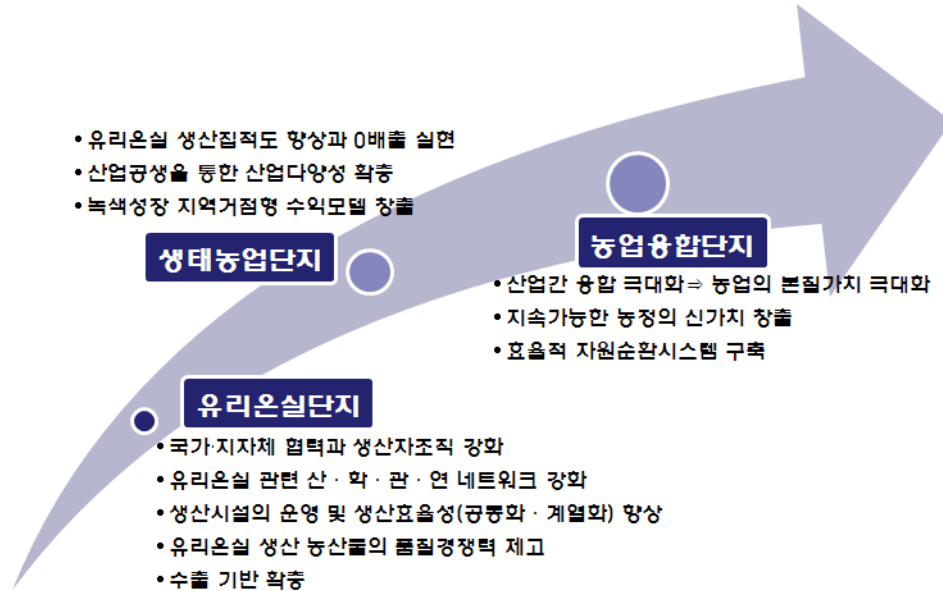 • 유리온실 생산집적도 향상과 0배출 실현
• 산업공생을 통한 산업다양성 확충
• 녹색성장 지역거점형 수익모델 창출
생태농업단지
농업융합단지
• 산업간 융합 극대화⇒ 농업의 본질가치 극대화
• 지속가능한 농정의 신가치 창출
• 효율적 자원순환시스템 구축
유리온실단지
• 국가·지자체 협력과 생산자조직 강화
• 유리온실 관련 산 · 학 · 관 · 연 네트워크 강화
• 생산시설의 운영 및 생산효율성(공동화 · 계열화) 향상
• 유리온실 생산 농산물의 품질경쟁력 제고
• 수출 기반 확충